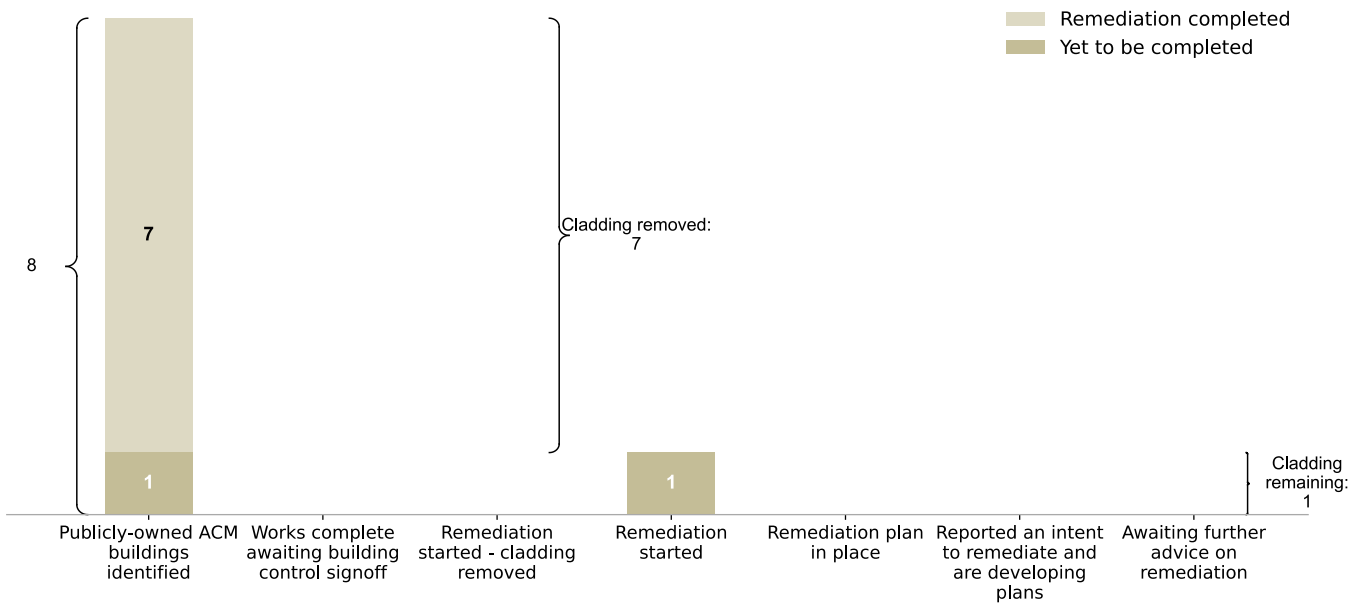 Remediation completed
Yet to be completed
7
Cladding removed:
7
8
1
1
Cladding
remaining:
1
Publicly-owned ACM
buildings
identified
Works complete
awaiting building
control signoff
Remediation
started - cladding
removed
Remediation
started
Remediation plan
in place
Reported an intent
to remediate and
are developing
plans
Awaiting further
advice on
remediation